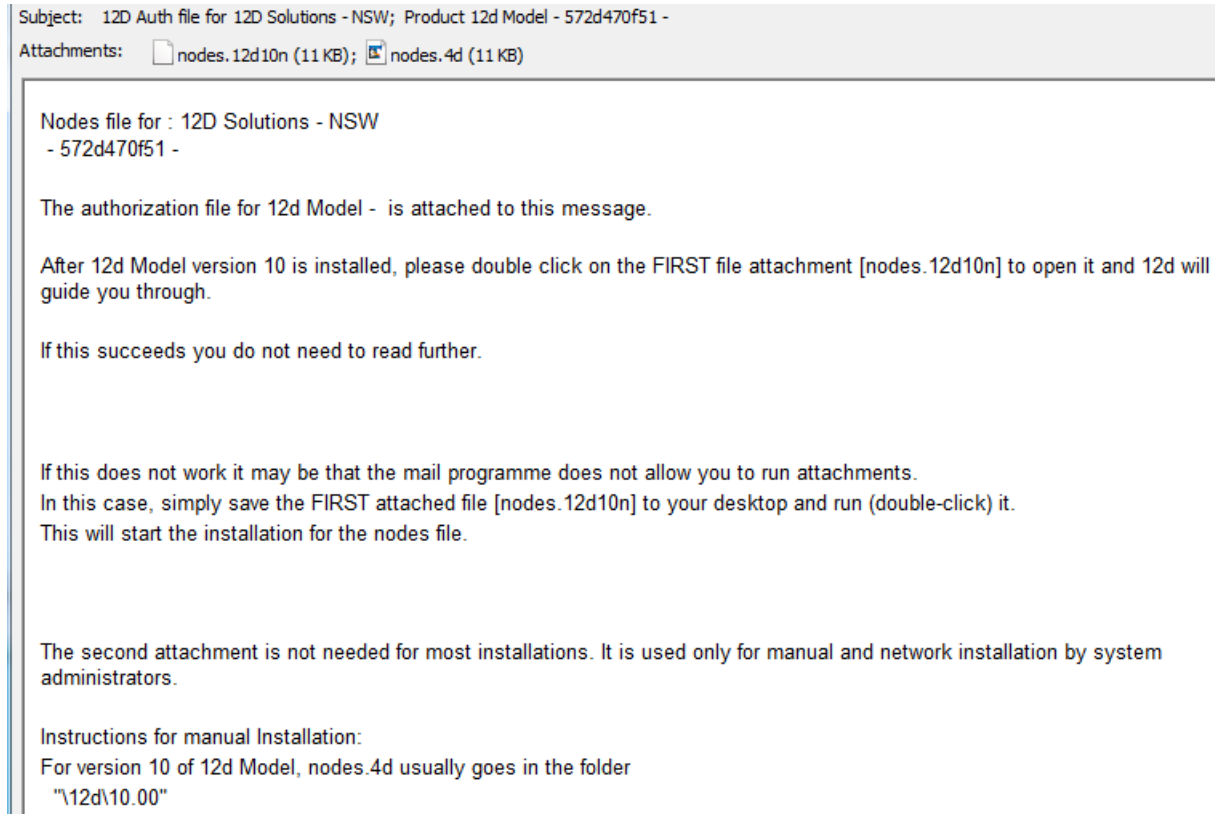 Subject: 12D Auth file for 12D Solutions - NSW; Product 12d Model - 572d470f51 -
Attachments: nodes.12d10n (11 KB); nodes.4d (11 KB)
Nodes file for : 12D Solutions - NSW
- 572d470f51 -
The authorization file for 12d Model -  is attached to this message.
After 12d Model version 10 is installed, please double click on the FIRST file attachment [nodes.12d10n] to open it and 12d will
guide you through.
If this succeeds you do not need to read further.
If this does not work it may be that the mail programme does not allow you to run attachments.
In this case, simply save the FIRST attached file [nodes.12d10n] to your desktop and run (double-click) it.
This will start the installation for the nodes file.
The second attachment is not needed for most installations. It is used only for manual and network installation by system
administrators.
Instructions for manual Installation:
For version 10 of 12d Model, nodes.4d usually goes in the folder
"\12d\10.00"